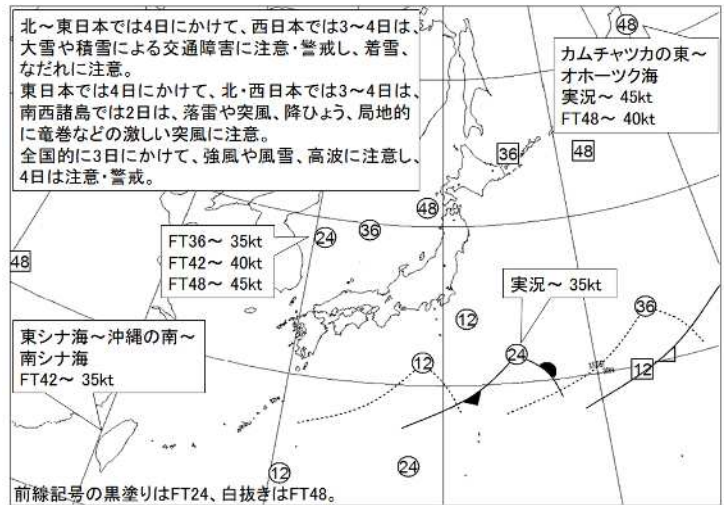 北～東日本では4日にかけて、西日本では3～4日は、
大雪や積雪による交通障害に注意・警戒し、着雪、
なだれに注意。
東日本では4日にかけて、北・西日本では3～4日は、
南西諸島では2日は、落雷や突風、降ひょう、局地的
に竜巻などの激しい突風に注意。
全国的に3日にかけて、強風や風雪、高波に注意し、
4日は注意・警戒。
48
カムチャツカの東～
オホーツク海
実況～ 45kt
FT48～ 40kt
36
48
48
24
36
48
FT36～ 35kt
FT42～ 40kt
FT48～ 45kt
実況～ 35kt
12
36
東シナ海～沖縄の南～
南シナ海
FT42～ 35kt
12
24
12
12
24
前線記号の黒塗りはFT24、白抜きはFT48。